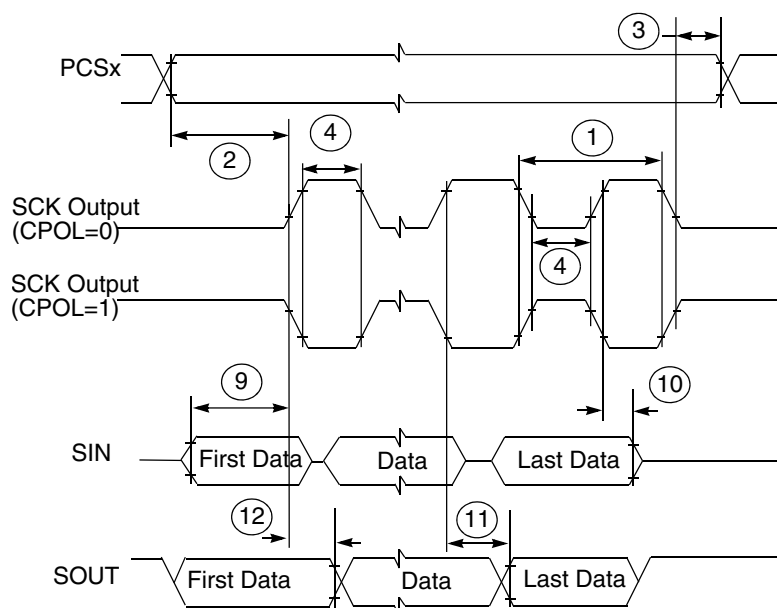 3
PCSx
2
4
1
SCK Output
(CPOL=0)
4
SCK Output
(CPOL=1)
9
10
SIN
First Data
Data
Last Data
12
11
SOUT
First Data
Data
Last Data